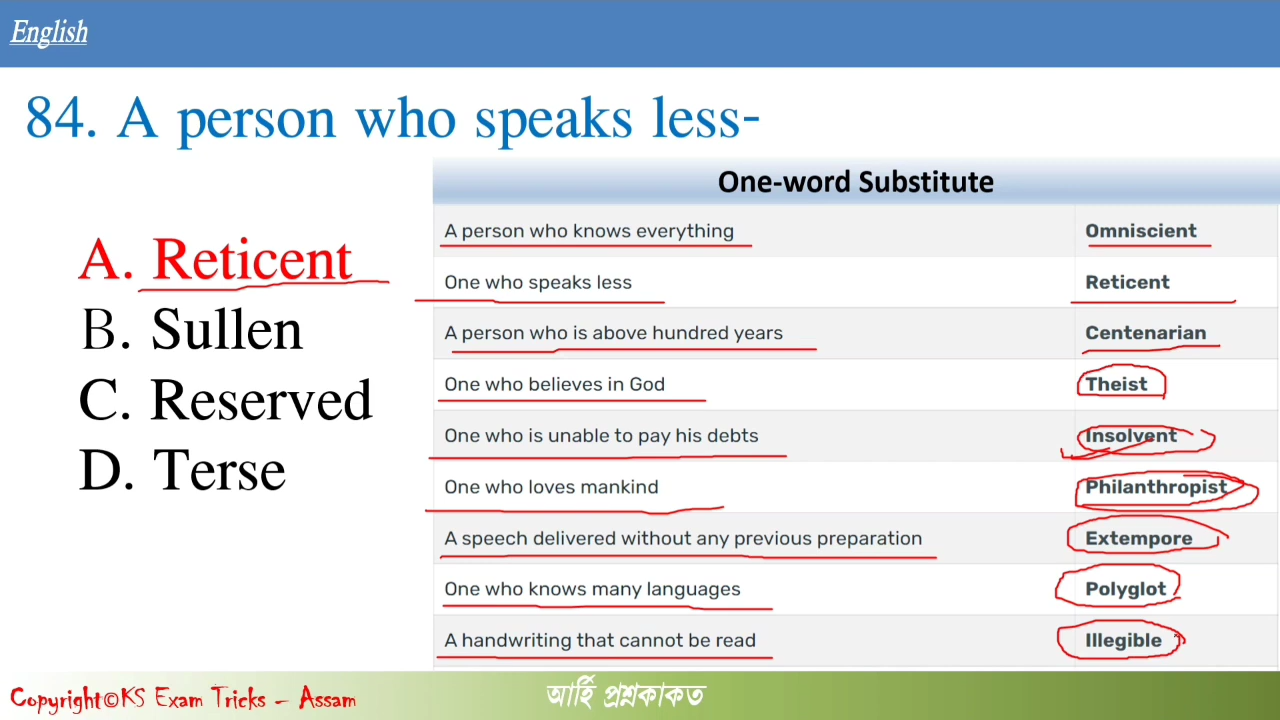 English
84. A person who speaks less-
A. Reticent
B. Sullen
C. Reserved
D. Terse
One-word Substitute
A person who knows everything Omniscient
One who speaks less Reticent
A person who is above hundred years Centenarian
One who believes in God Theist
One who is unable to pay his debts Insolvent
One who loves mankind Philanthropist
A speech delivered without any previous preparation Extempore
One who knows many languages Polyglot
A handwriting that cannot be read Illegible
Copyright©KS Exam Tricks – Assam
আৰ্হি প্ৰশ্নকাকত